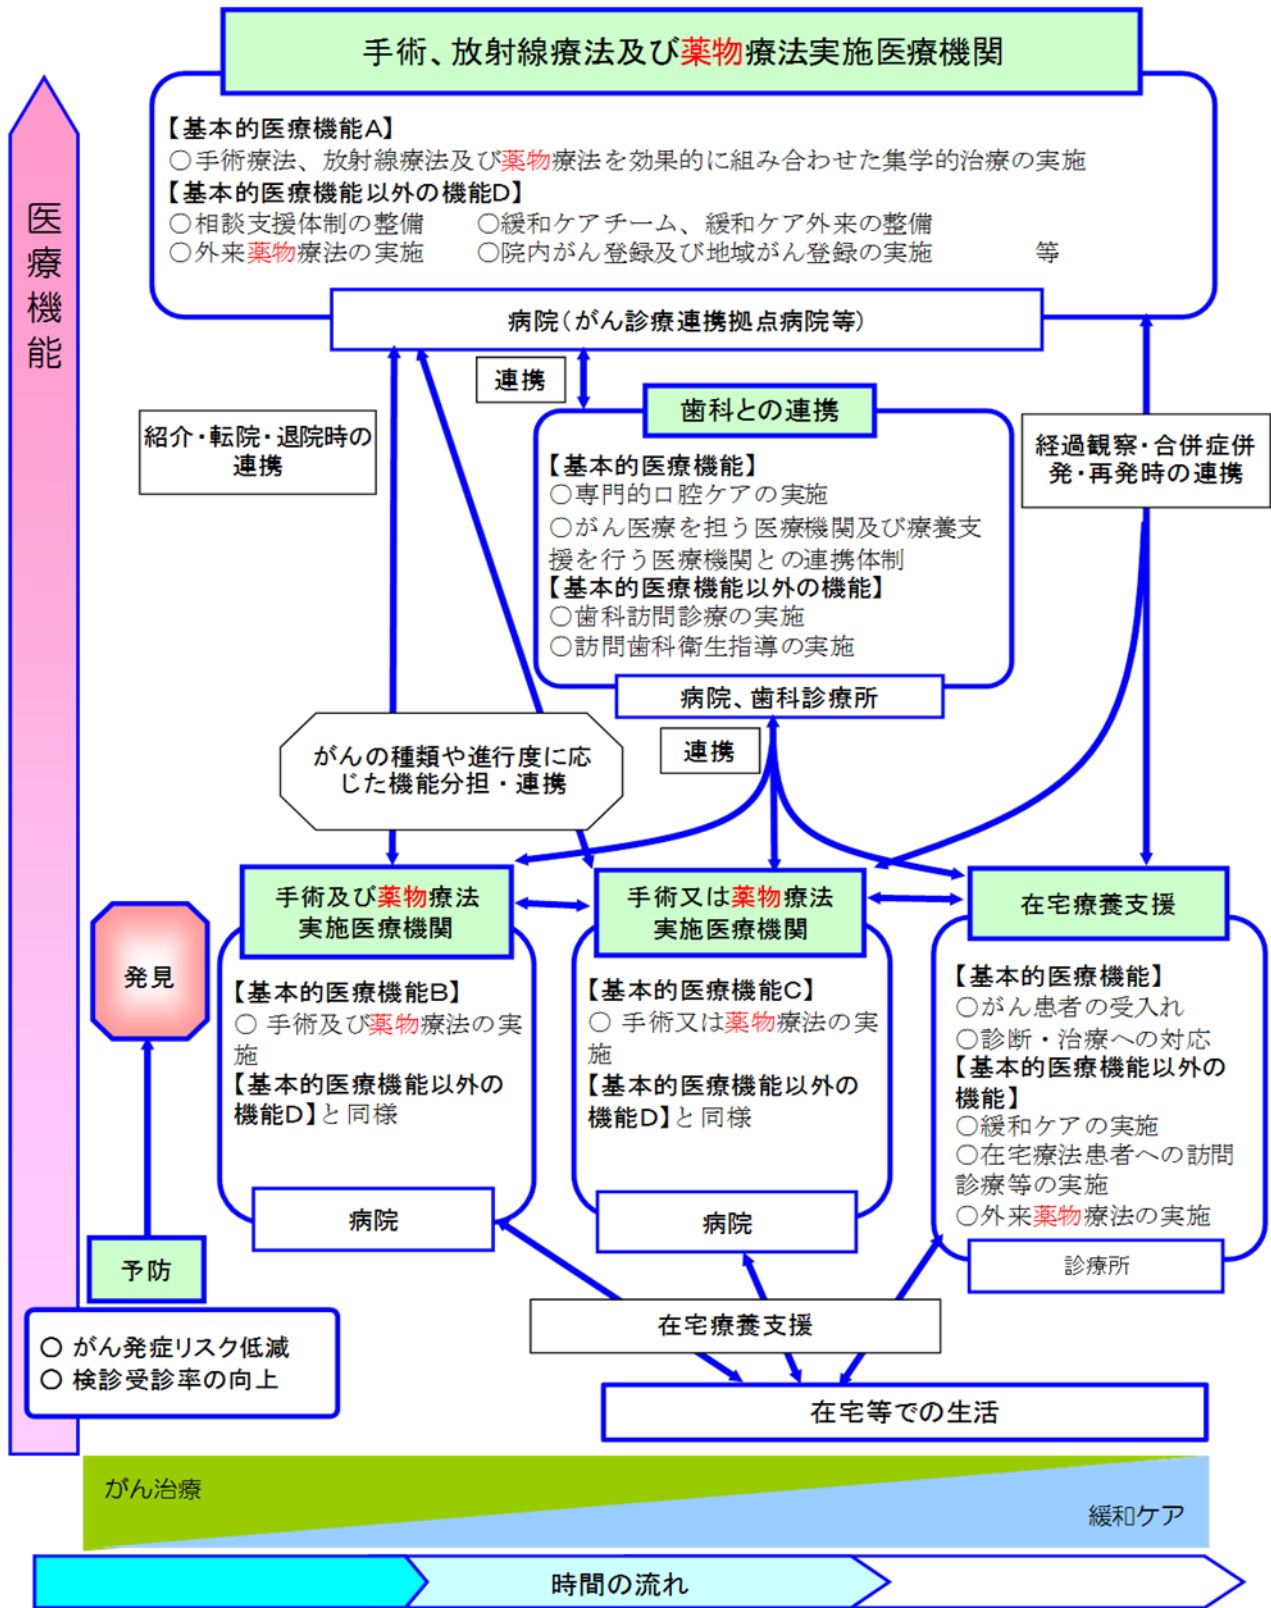 手術、放射線療法及び薬物療法実施医療機関
【基本的医療機能A】
○手術療法、放射線療法及び薬物療法を効果的に組み合わせた集学的治療の実施
【基本的医療機能以外の機能D】
○相談支援体制の整備　　○緩和ケアチーム、緩和ケア外来の整備
○外来薬物療法の実施　　○院内がん登録及び地域がん登録の実施　　　　等
病院（がん診療連携拠点病院等）
医療機能
連携
紹介・転院・退院時の
連携
歯科との連携
【基本的医療機能】
○専門的口腔ケアの実施
○がん医療を担う医療機関及び療養支
援を行う医療機関との連携体制
【基本的医療機能以外の機能】
○歯科訪問診療の実施
○訪問歯科衛生指導の実施
病院、歯科診療所
経過観察・合併症併
発・再発時の連携
連携
がんの種類や進行度に応
じた機能分担・連携
手術及び薬物療法
実施医療機関
【基本的医療機能B】
○ 手術及び薬物療法の実
施
【基本的医療機能以外の
機能D】と同様
病院
手術又は薬物療法
実施医療機関
【基本的医療機能C】
○ 手術又は薬物療法の実
施
【基本的医療機能以外の
機能D】と同様
病院
在宅療養支援
【基本的医療機能】
○がん患者の受入れ
○診断・治療への対応
【基本的医療機能以外の
機能】
○緩和ケアの実施
○在宅療法患者への訪問
診療等の実施
○外来薬物療法の実施
診療所
発見
予防
○ がん発症リスク低減
○ 検診受診率の向上
在宅療養支援
在宅等での生活
がん治療
緩和ケア
時間の流れ